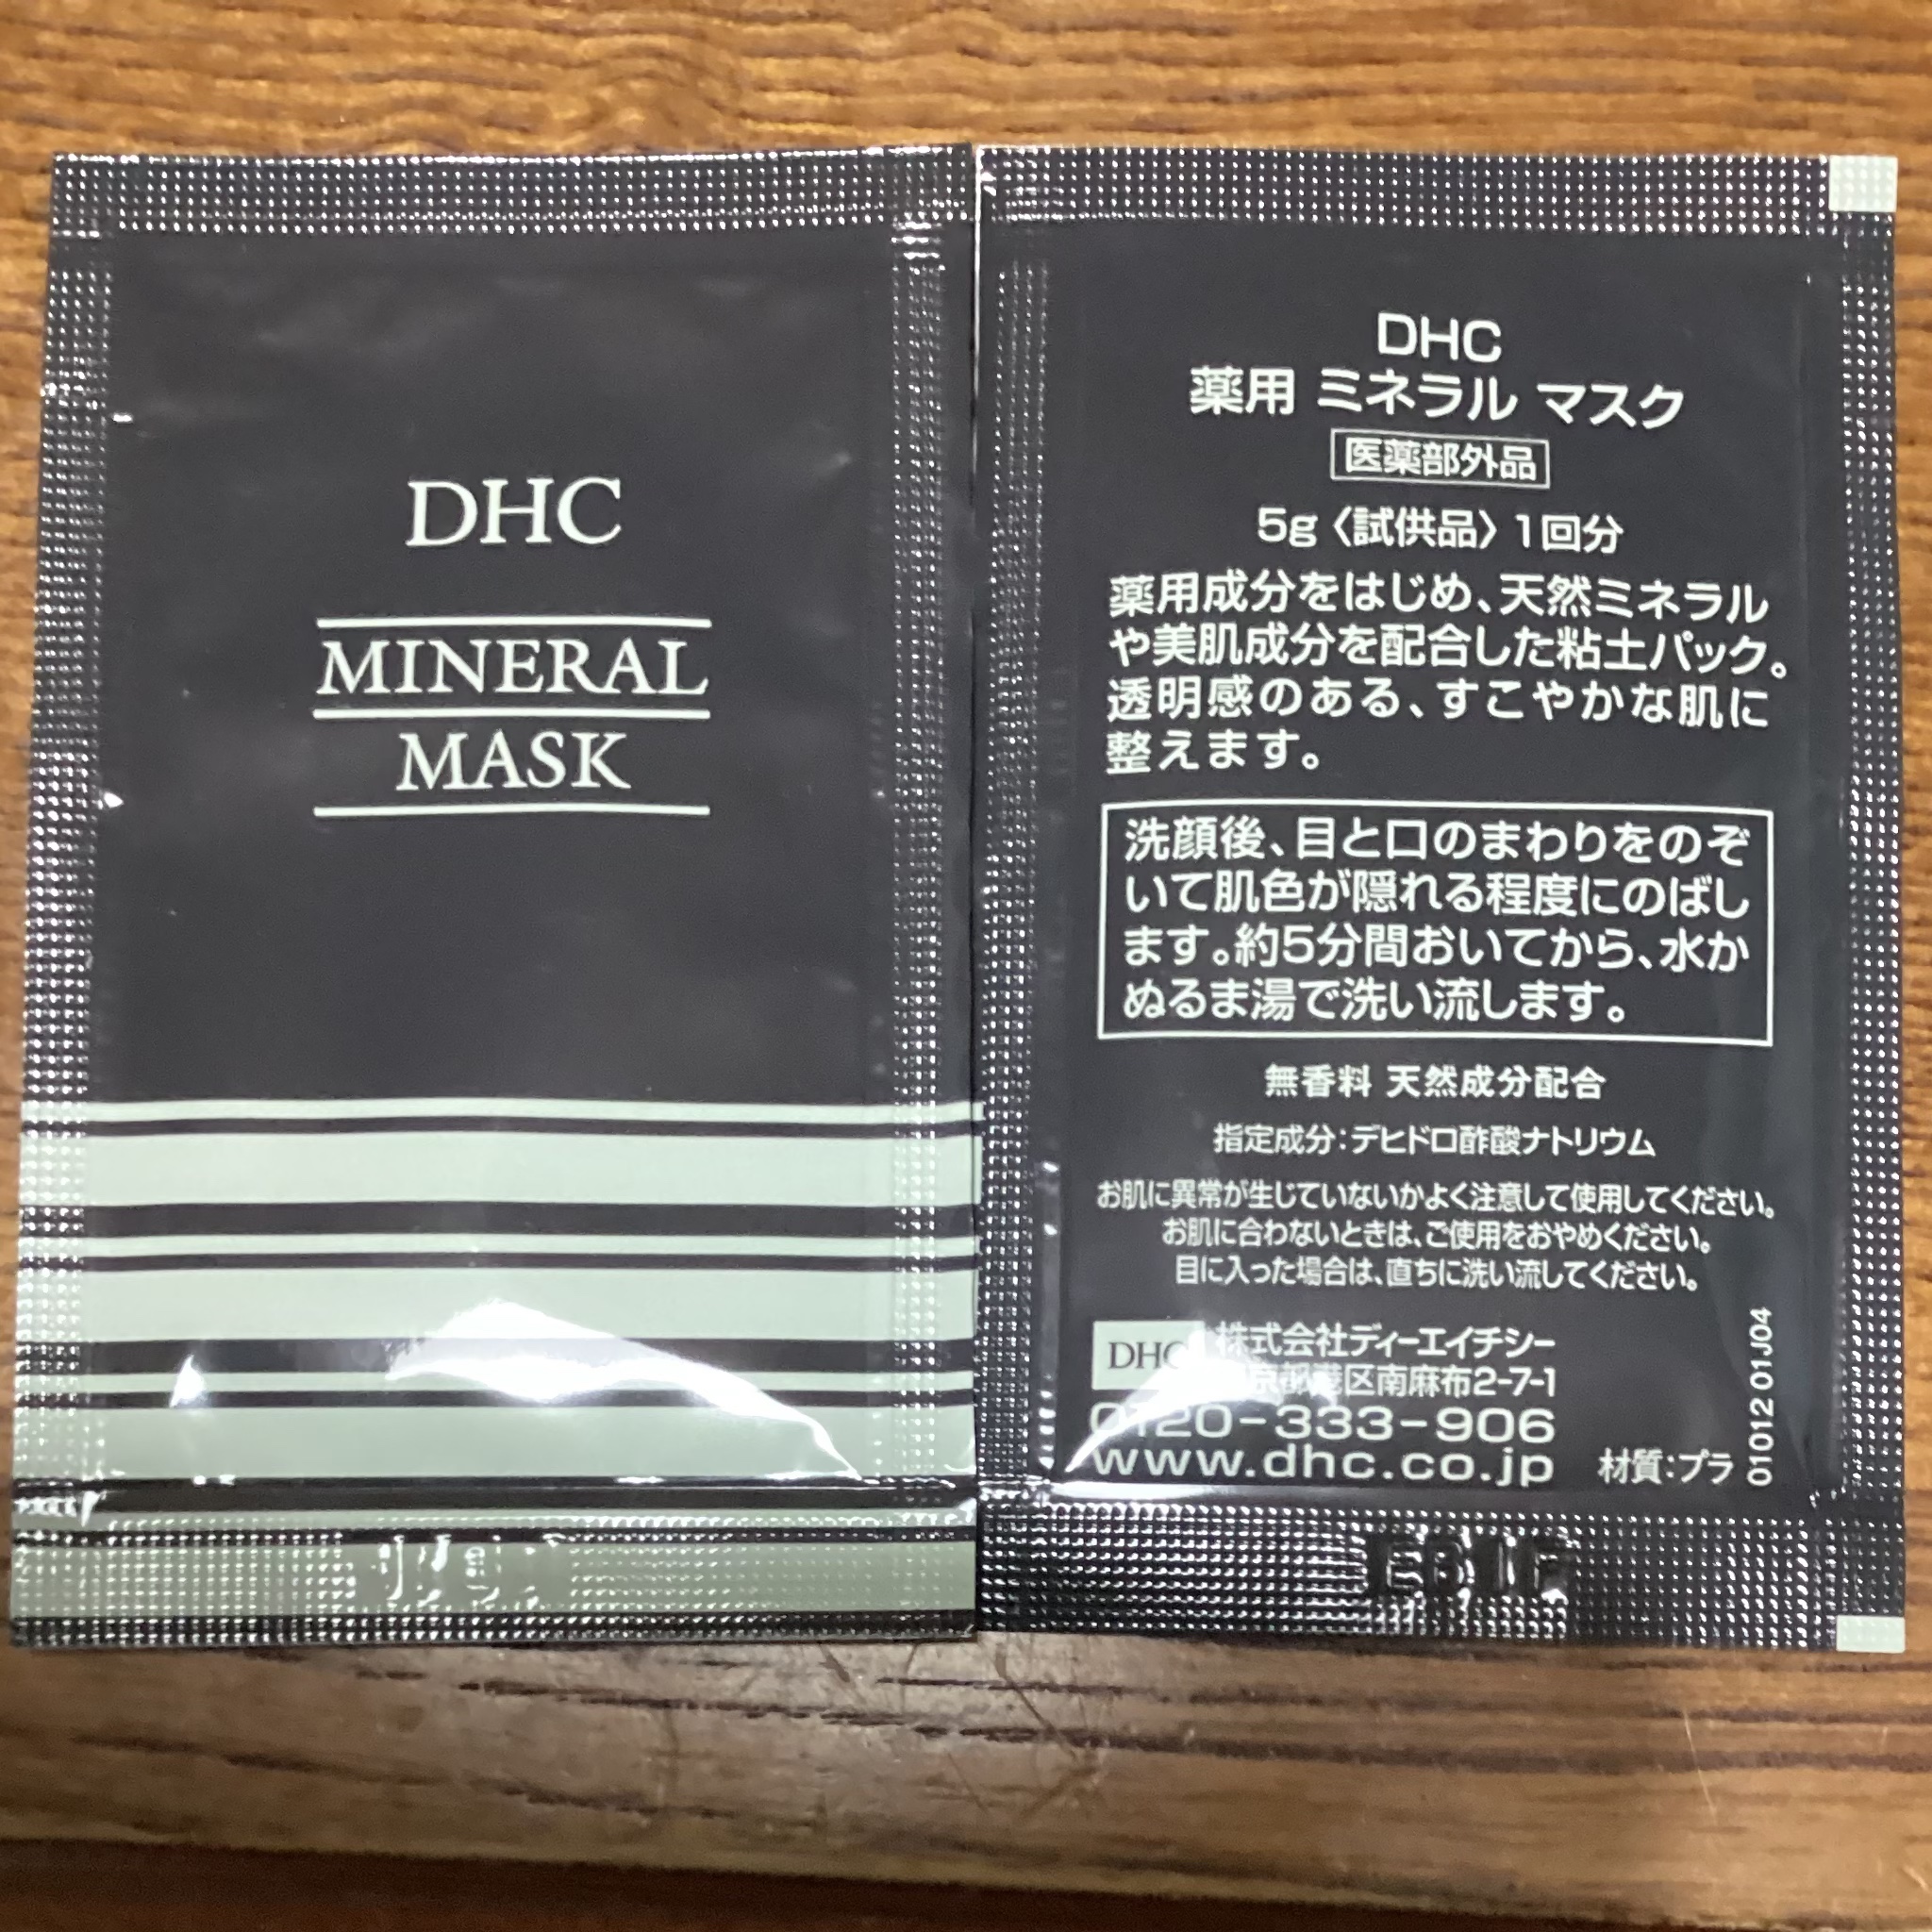 DHC
MINERAL
MASK
DHC
薬用 ミネラル マスク
医薬部外品
5g〈試供品〉1回分
薬用成分をはじめ、天然ミネラル
や美肌成分を配合した粘土パック。
透明感のある、すこやかな肌に
整えます。
洗顔後、目と口のまわりをのぞ
いて肌色が隠れる程度にのばし
ます。約5分間おいてから、水か
ぬるま湯で洗い流します。
無香料 天然成分配合
指定成分:デヒドロ酢酸ナトリウム
お肌に異常が生じていないかよく注意して使用してください。
お肌に合わないときは、ご使用をおやめください。
目に入った場合は、直ちに洗い流してください。
DHC 株式会社ディーエイチシー
京都港区南麻布2-7-1
0120-333-906
www.dhc.co.jp
材質:プラ
01012 01J04